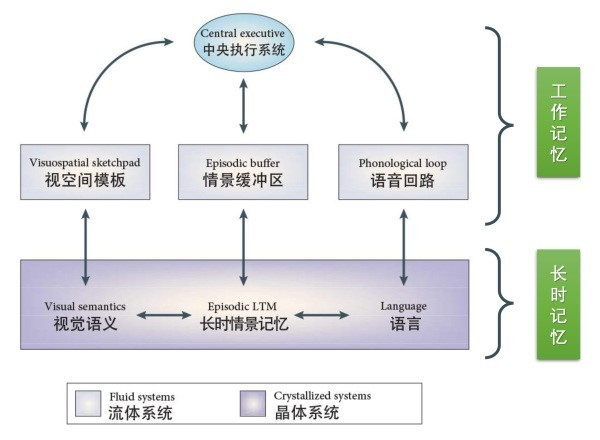 Central executive
中央执行系统
工作记忆
Visuospatial sketchpad
视空间模板
Episodic buffer
情景缓冲区
Phonological loop
语音回路
Visual semantics
视觉语义
Episodic LTM
长时情景记忆
Language
语言
长时记忆
Fluid systems
流体系统
Crystallized systems
晶体系统